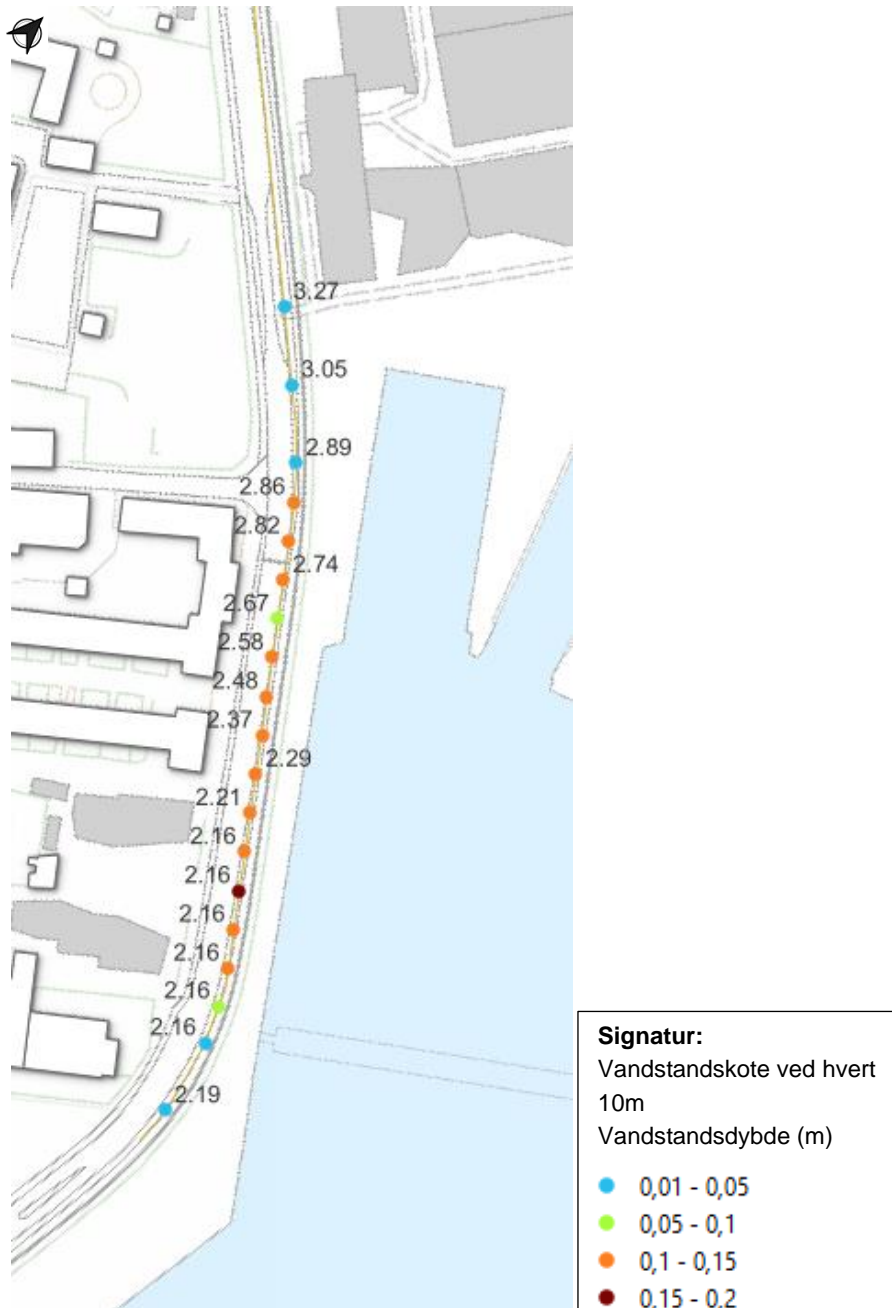 3.27
3.05
2.89
2.86
2.82
2.74
2.67
2.58
2.48
2.37
2.29
2.21
2.16
2.16
2.16
2.16
2.16
2.16
2.19
Signatur:
Vandstandskote ved hvert
10m
Vandstandsdybde (m)
0,01 - 0,05
0,05 - 0,1
0,1 - 0,15
0,15 - 0,2